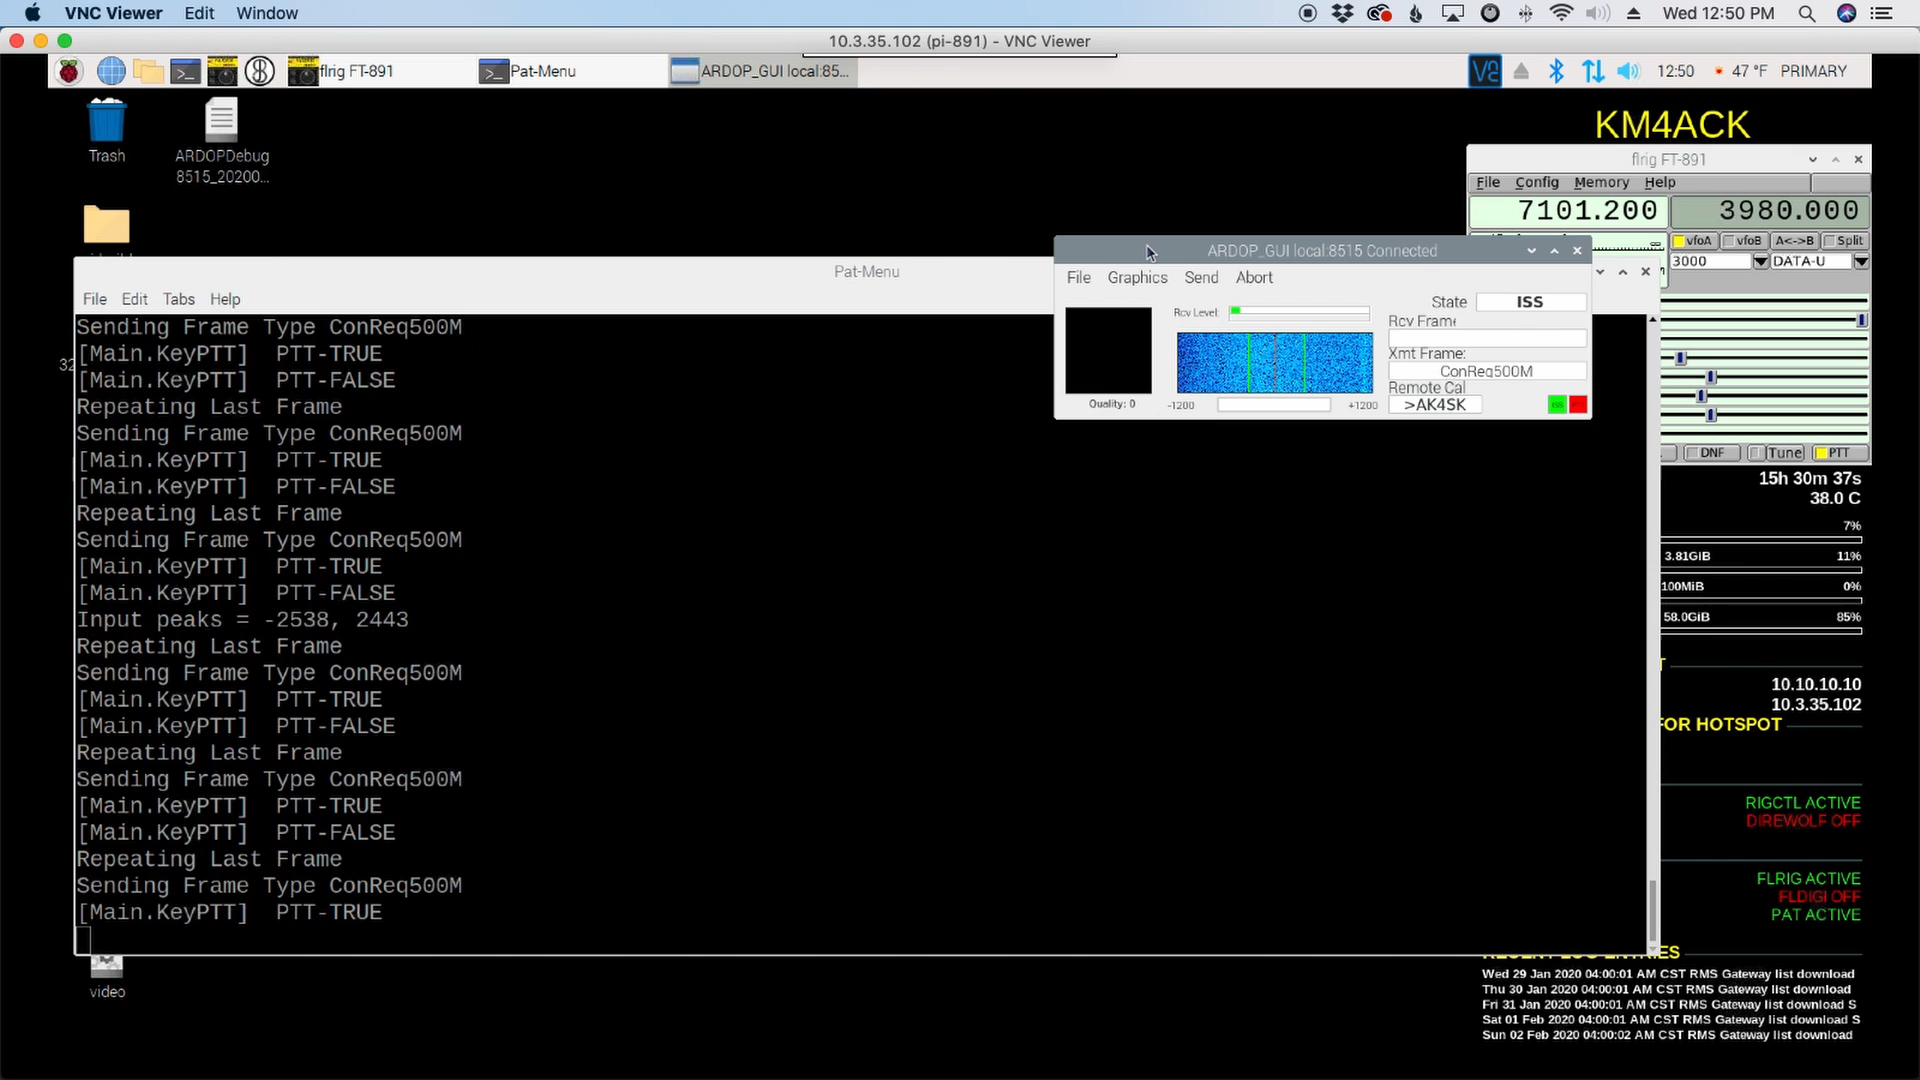 VNC Viewer Edit Window Wed 12:50 PM
10.3.35.102 (pi-891) - VNC Viewer
flrig FT-891 Pat-Menu ARDOP_GUI local:85... 12:50 47 °F PRIMARY
Trash
ARDOPDebug
8515_20200...
KM4ACK
flrig FT-891
File Config Memory Help
7101.200 3980.000
vfoA vfoB A<->B Split
3000 DATA-U
DNF Tune PTT
ARDOP_GUI local:8515 Connected
File Graphics Send Abort
State ISS
Rcv Level:
Rcv Frame
Xmt Frame:
ConReq500M
Remote Cal
Quality: 0 -1200 +1200 >AK4SK
Pat-Menu
File Edit Tabs Help
Sending Frame Type ConReq500M
[Main.KeyPTT] PTT-TRUE
[Main.KeyPTT] PTT-FALSE
Repeating Last Frame
Sending Frame Type ConReq500M
[Main.KeyPTT] PTT-TRUE
[Main.KeyPTT] PTT-FALSE
Repeating Last Frame
Sending Frame Type ConReq500M
[Main.KeyPTT] PTT-TRUE
[Main.KeyPTT] PTT-FALSE
Input peaks = -2538, 2443
Repeating Last Frame
Sending Frame Type ConReq500M
[Main.KeyPTT] PTT-TRUE
[Main.KeyPTT] PTT-FALSE
Repeating Last Frame
Sending Frame Type ConReq500M
[Main.KeyPTT] PTT-TRUE
[Main.KeyPTT] PTT-FALSE
Repeating Last Frame
Sending Frame Type ConReq500M
[Main.KeyPTT] PTT-TRUE
32
video
15h 30m 37s
38.0 C
7%
3.81GiB 11%
100MiB 0%
58.0GiB 85%
10.10.10.10
10.3.35.102
FOR HOTSPOT
RIGCTL ACTIVE
DIREWOLF OFF
FLRIG ACTIVE
FLDIGI OFF
PAT ACTIVE
Wed 29 Jan 2020 04:00:01 AM CST RMS Gateway list download
Thu 30 Jan 2020 04:00:01 AM CST RMS Gateway list download
Fri 31 Jan 2020 04:00:01 AM CST RMS Gateway list download S
Sat 01 Feb 2020 04:00:01 AM CST RMS Gateway list download S
Sun 02 Feb 2020 04:00:02 AM CST RMS Gateway list download